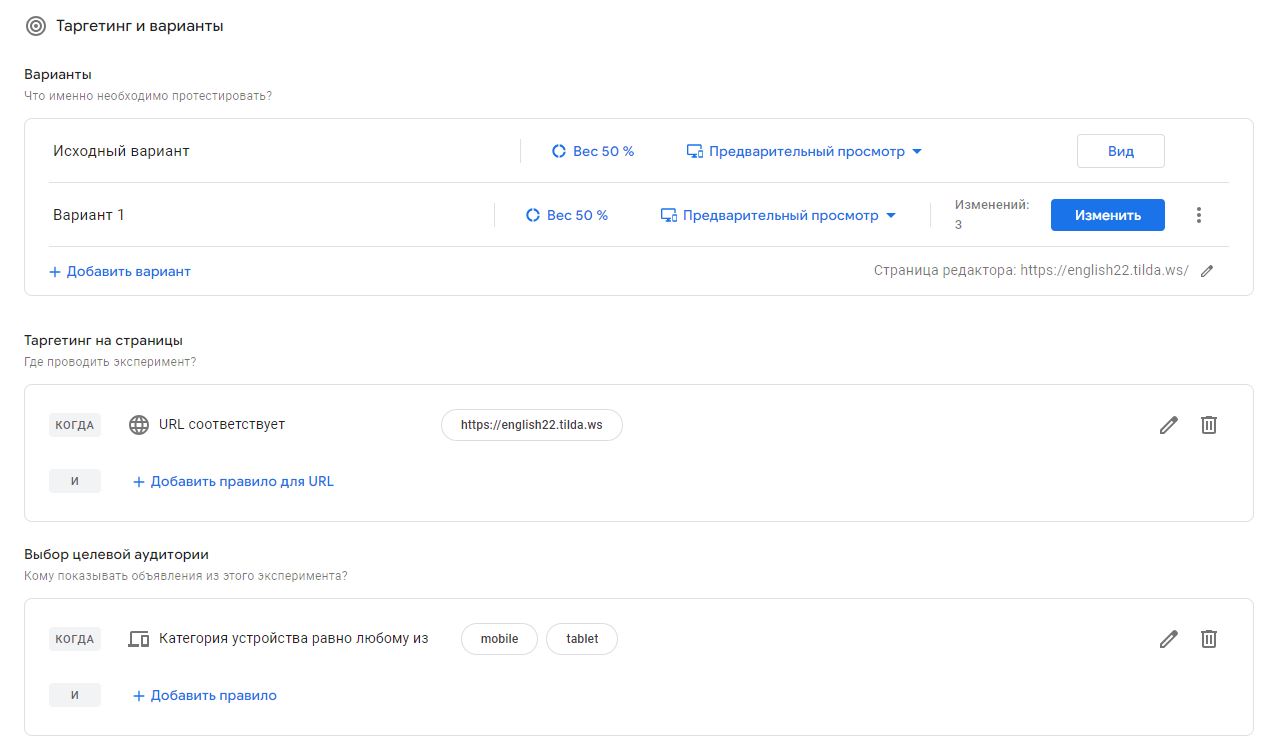 Таргетинг и варианты
Варианты
Что именно необходимо протестировать?
Исходный вариант Вес 50 % Предварительный просмотр Вид
Вариант 1 Вес 50 % Предварительный просмотр Изменений: 3 Изменить
+ Добавить вариант Страница редактора: https://english22.tilda.ws/
Таргетинг на страницы
Где проводить эксперимент?
КОГДА URL соответствует https://english22.tilda.ws
И + Добавить правило для URL
Выбор целевой аудитории
Кому показывать объявления из этого эксперимента?
КОГДА Категория устройства равно любому из mobile tablet
И + Добавить правило